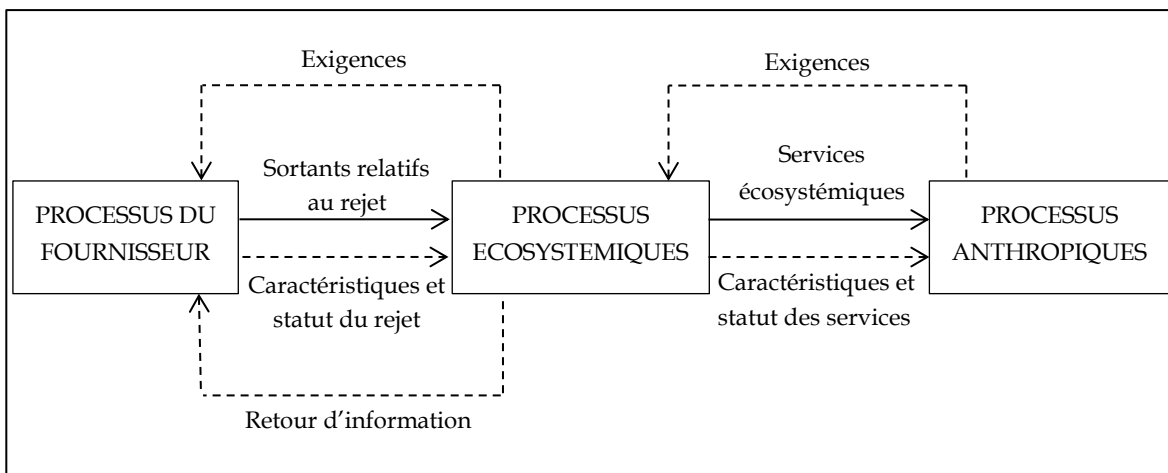 Exigences
Exigences
Sortants relatifs
au rejet
Services
écosystémiques
PROCESSUS DU
FOURNISSEUR
PROCESSUS
ECOSYSTEMIQUES
PROCESSUS
ANTHROPIQUES
Caractéristiques et
statut du rejet
Caractéristiques et
statut des services
Retour d’information